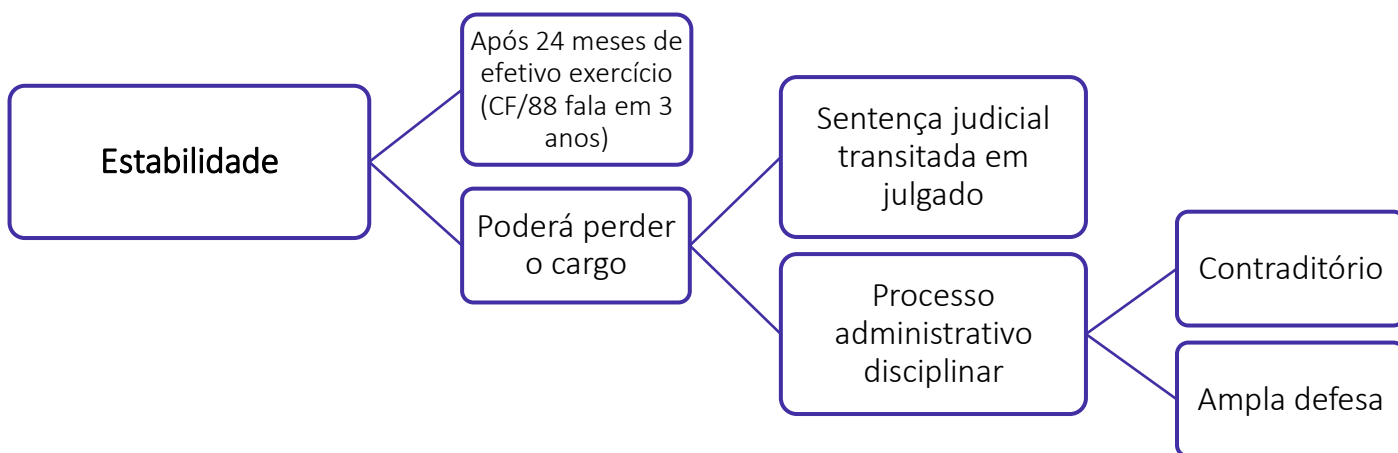 Estabilidade
Após 24 meses de
efetivo exercício
(CF/88 fala em 3
anos)
Poderá perder
o cargo
Sentença judicial
transitada em
julgado
Processo
administrativo
disciplinar
Contraditório
Ampla defesa